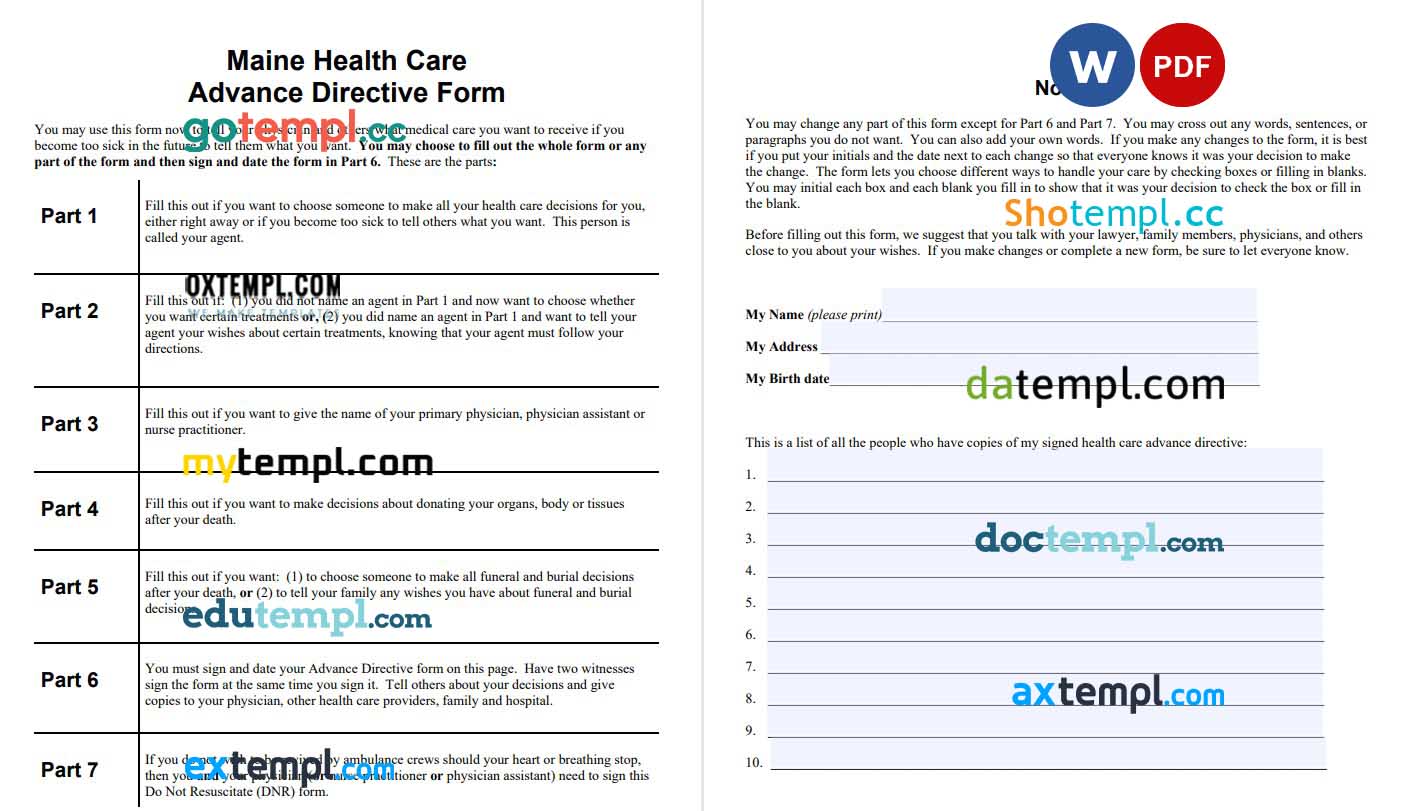 Maine Health Care
Advance Directive Form
gotempl.cc
You may use this form now to tell your physician and others what medical care you want to receive if you
become too sick in the future to tell them what you want.  You may choose to fill out the whole form or any
part of the form and then sign and date the form in Part 6.  These are the parts:
Part 1
Fill this out if you want to choose someone to make all your health care decisions for you,
either right away or if you become too sick to tell others what you want.  This person is
called your agent.
OXTEMPL.COM
WE MAKE TEMPLATES
Part 2
Fill this out if:  (1) you did not name an agent in Part 1 and now want to choose whether
you want certain treatments or, (2) you did name an agent in Part 1 and want to tell your
agent your wishes about certain treatments, knowing that your agent must follow your
directions.
Part 3
Fill this out if you want to give the name of your primary physician, physician assistant or
nurse practitioner.
mytempl.com
Part 4
Fill this out if you want to make decisions about donating your organs, body or tissues
after your death.
Part 5
Fill this out if you want:  (1) to choose someone to make all funeral and burial decisions
after your death, or (2) to tell your family any wishes you have about funeral and burial
decisions
edutempl.com
Part 6
You must sign and date your Advance Directive form on this page.  Have two witnesses
sign the form at the same time you sign it.  Tell others about your decisions and give
copies to your physician, other health care providers, family and hospital.
Part 7
If you do not wish to be revived by ambulance crews should your heart or breathing stop,
then you and your physician (or nurse practitioner or physician assistant) need to sign this
Do Not Resuscitate (DNR) form.
extempl.com
W PDF
No
You may change any part of this form except for Part 6 and Part 7.  You may cross out any words, sentences, or
paragraphs you do not want.  You can also add your own words.  If you make any changes to the form, it is best
if you put your initials and the date next to each change so that everyone knows it was your decision to make
the change.  The form lets you choose different ways to handle your care by checking boxes or filling in blanks.
You may initial each box and each blank you fill in to show that it was your decision to check the box or fill in
the blank.
Shotempl.cc
Before filling out this form, we suggest that you talk with your lawyer, family members, physicians, and others
close to you about your wishes.  If you make changes or complete a new form, be sure to let everyone know.
My Name (please print)
My Address
My Birth date
datempl.com
This is a list of all the people who have copies of my signed health care advance directive:
1.
2.
3.
doctempl.com
4.
5.
6.
7.
8.
axtempl.com
9.
10.